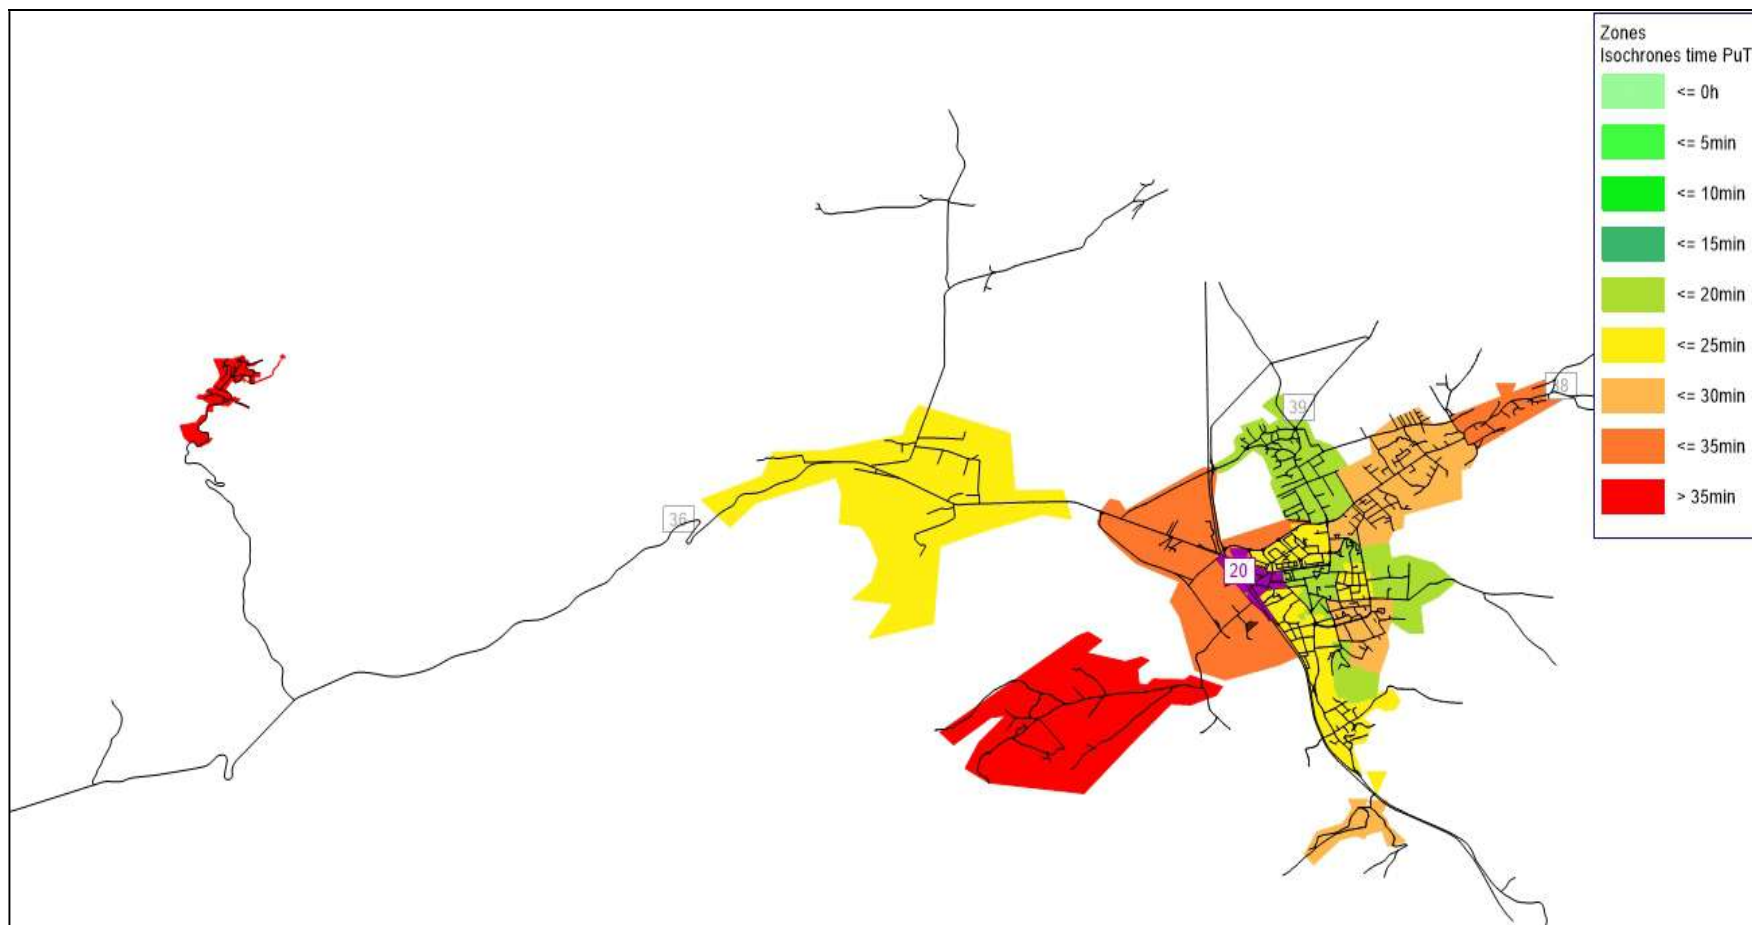 Zones
Isochrones time PuT
<= 0h
<= 5min
<= 10min
<= 15min
<= 20min
<= 25min
<= 30min
<= 35min
> 35min
38
39
36
20